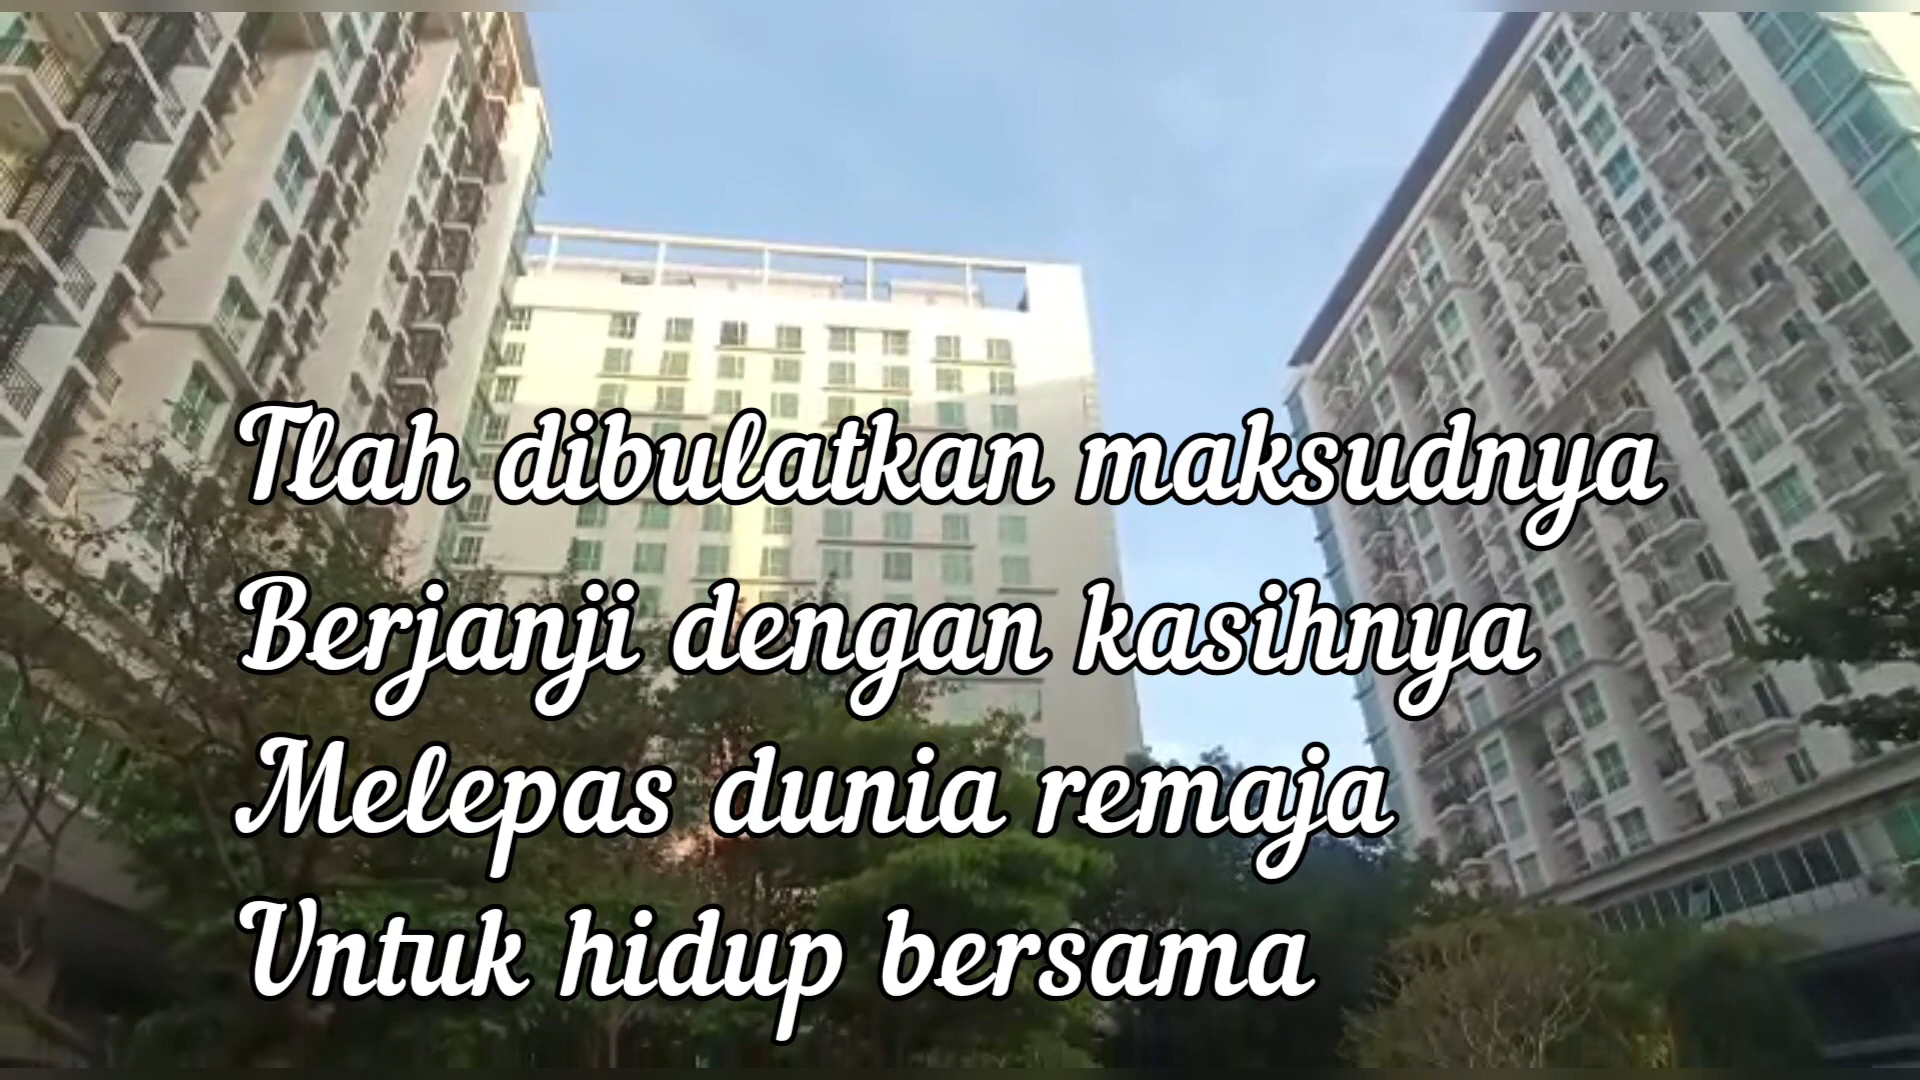 Tlah dibulatkan maksudnya
Berjanji dengan kasihnya
Melepas dunia remaja
Untuk hidup bersama